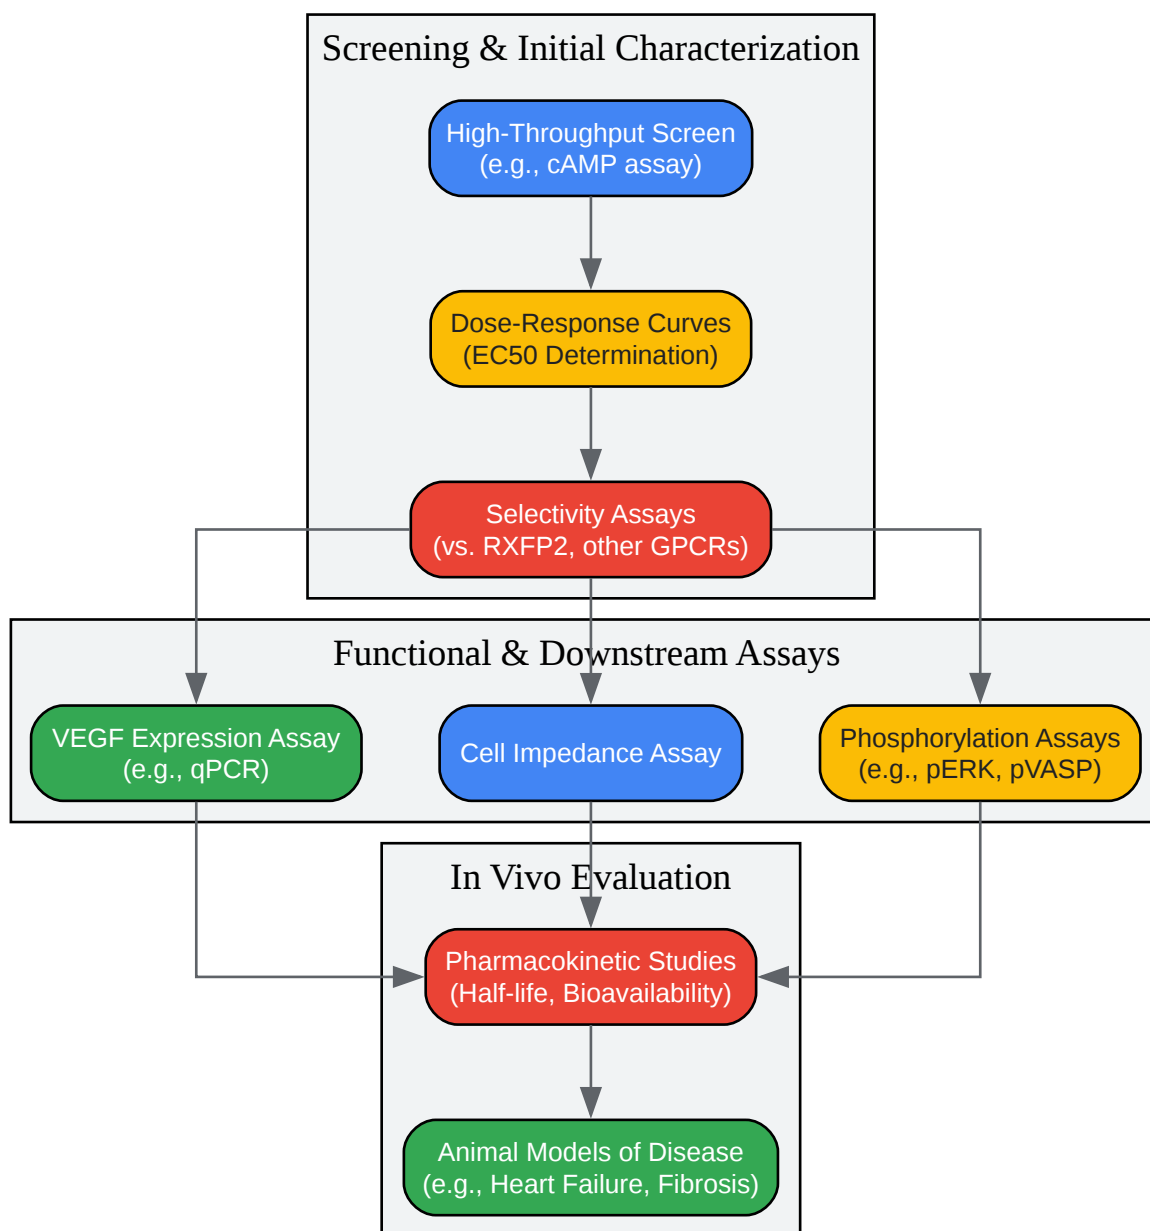 Screening & Initial Characterization
High-Throughput Screen
(e.g., cAMP assay)
Dose-Response Curves
(EC50 Determination)
Selectivity Assays
(vs. RXFP2, other GPCRs)
Functional & Downstream Assays
VEGF Expression Assay
(e.g., qPCR)
Cell Impedance Assay
Phosphorylation Assays
(e.g., pERK, pVASP)
In Vivo Evaluation
Pharmacokinetic Studies
(Half-life, Bioavailability)
Animal Models of Disease
(e.g., Heart Failure, Fibrosis)